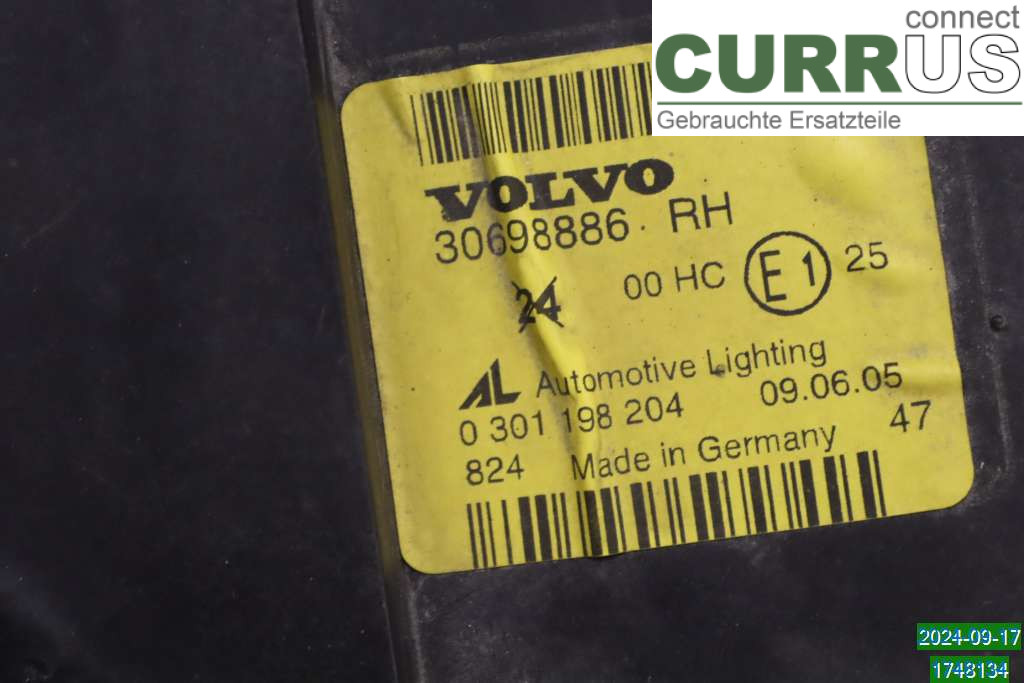 connect
CURRUS
Gebrauchte Ersatzteile
VOLVO
30698886 RH
24
00 HC E1 25
AL Automotive Lighting
0 301 198 204 09.06.05
824 Made in Germany 47
2024-09-17
1748134